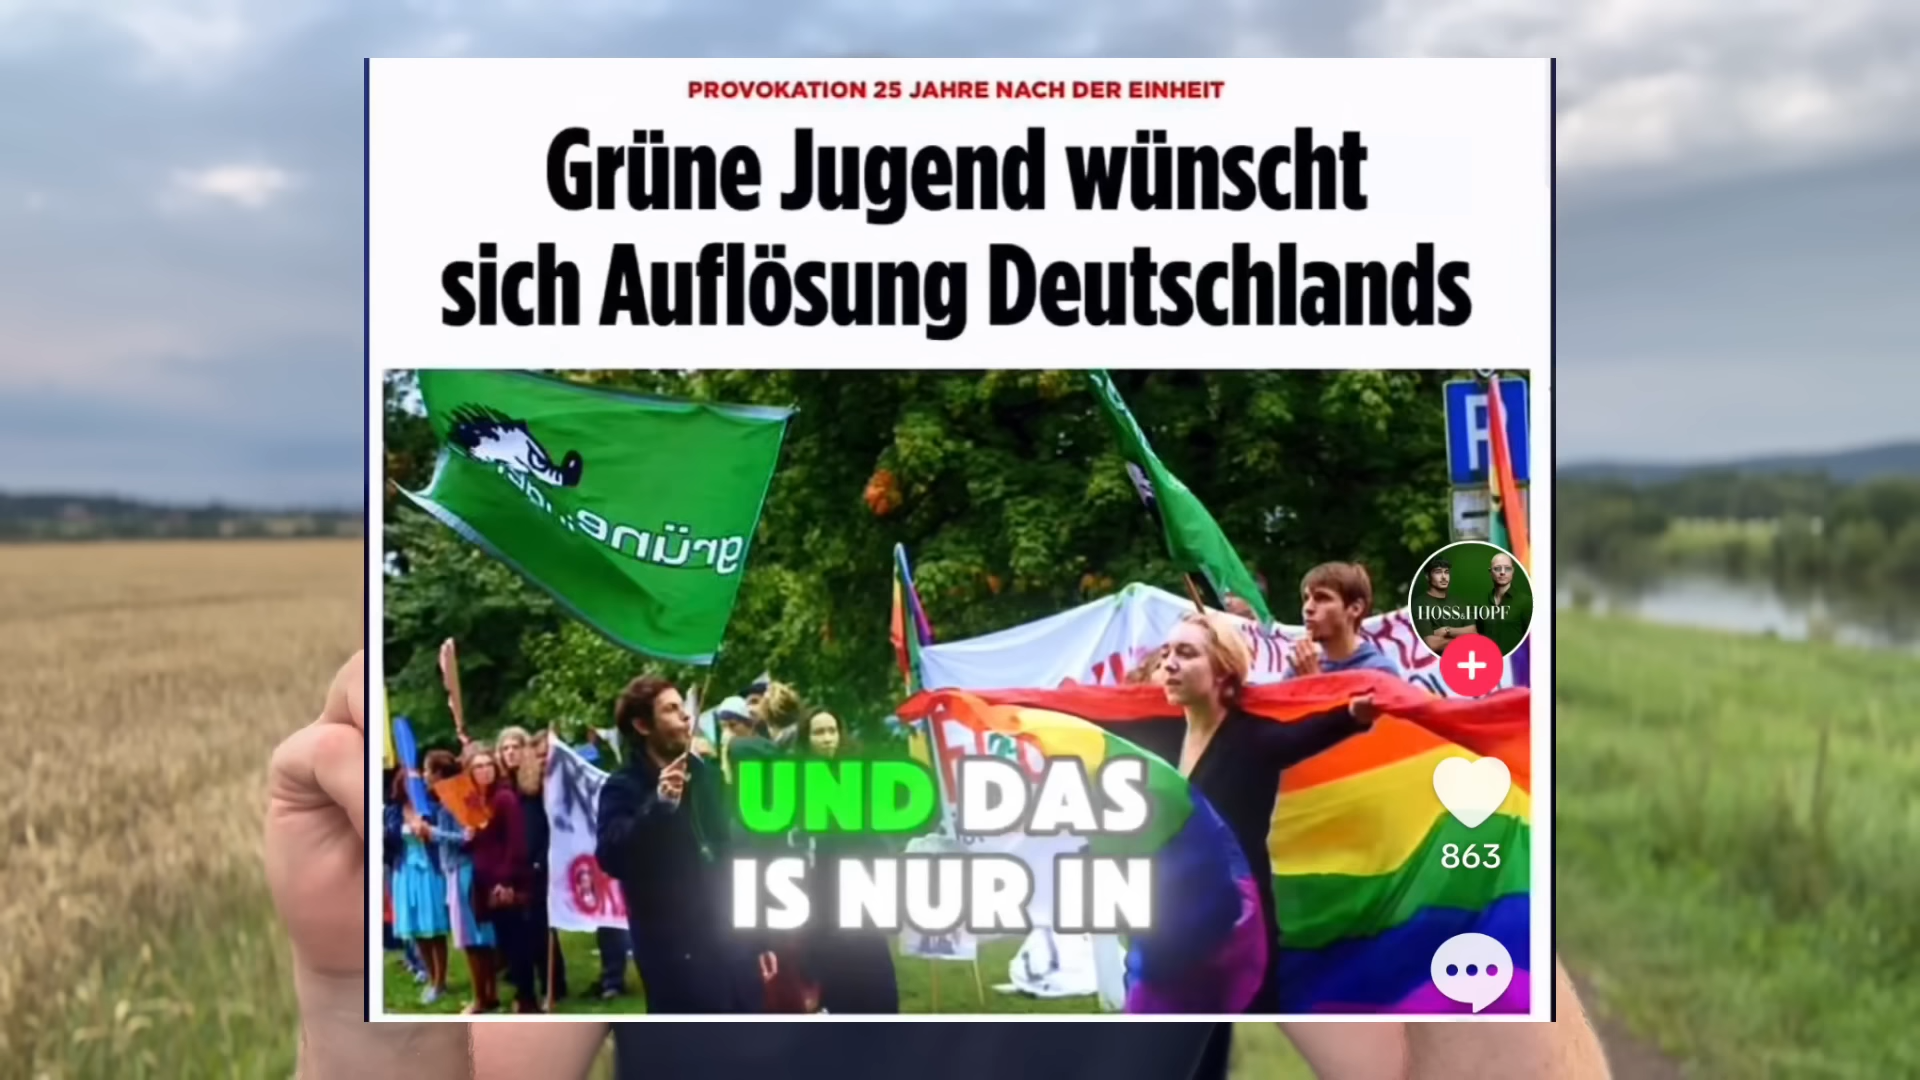 PROVOKATION 25 JAHRE NACH DER EINHEIT
Grüne Jugend wünscht
sich Auflösung Deutschlands
grüne
P
HOSS&HOPF
UND DAS
IS NUR IN
863